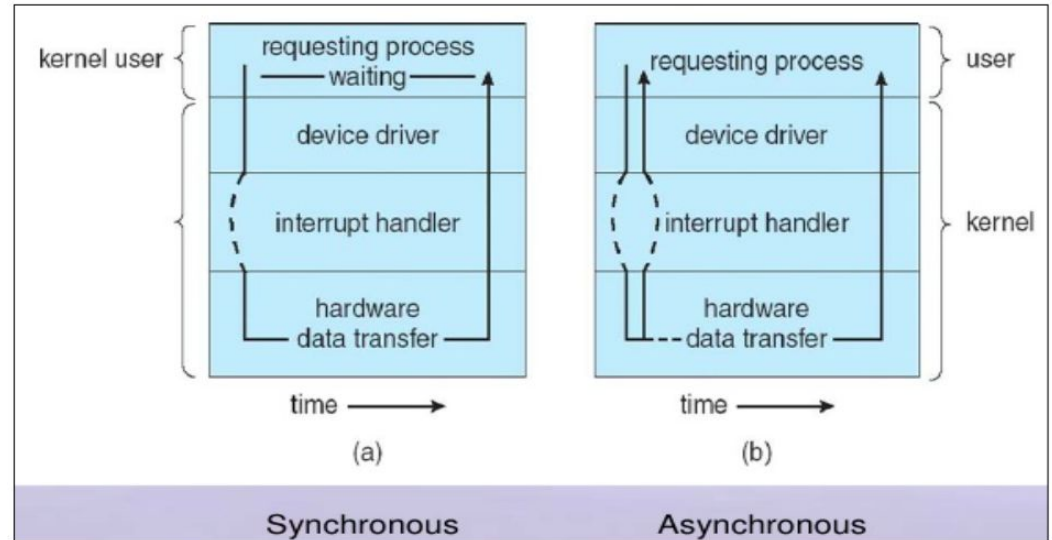 kernel user
requesting process
waiting
device driver
interrupt handler
hardware
data transfer
time
(a)
requesting process
user
device driver
interrupt handler
kernel
hardware
data transfer
time
(b)
Synchronous
Asynchronous